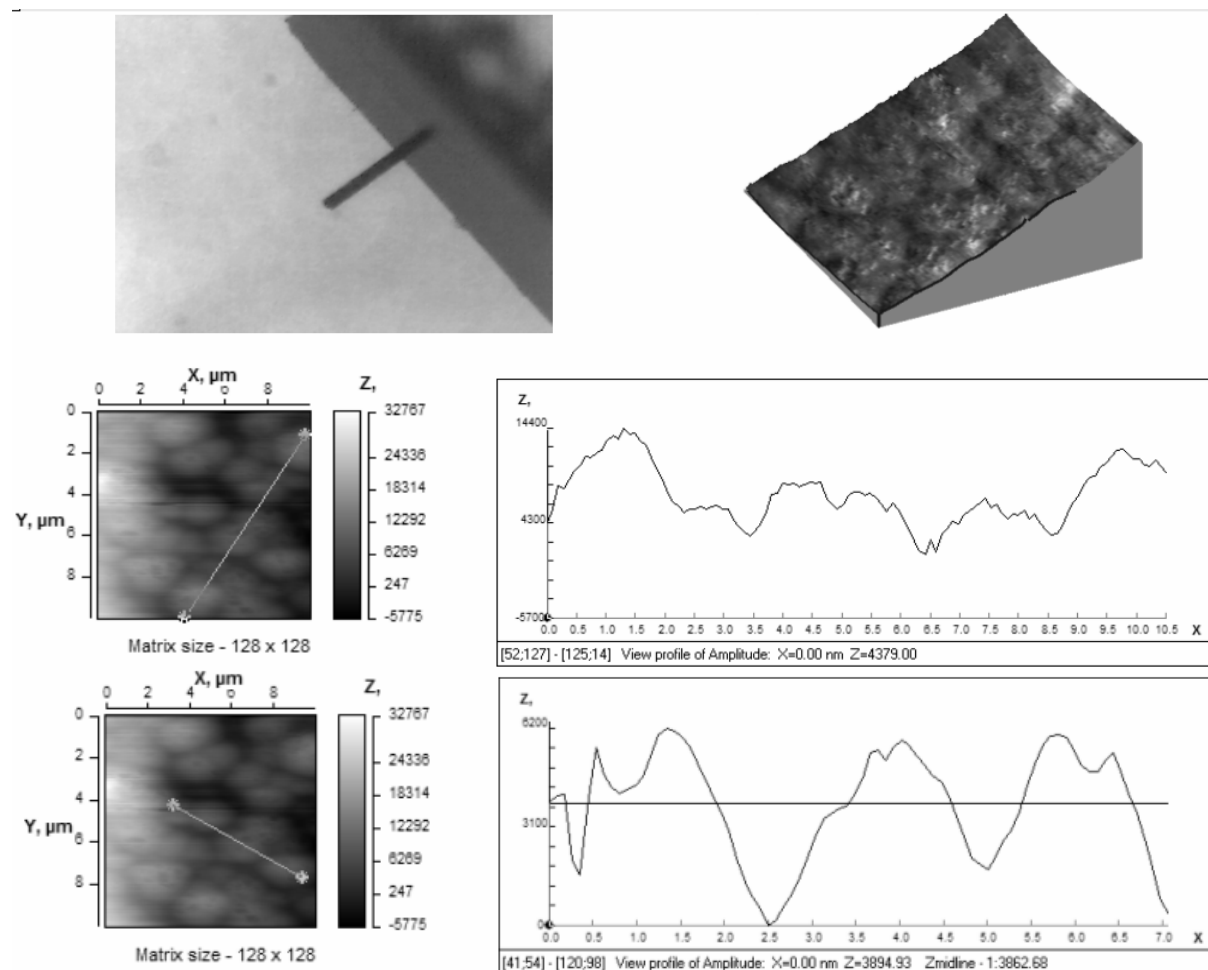 X, µm
Z,
0 4 o
0
2
4
6
8
Y, µm
32767
24336
18314
12292
6269
247
-5775
Matrix size - 128 x 128
Z,
14400
4300
-5700
0.0 0.5 1.0 1.5 2.0 2.5 3.0 3.5 4.0 4.5 5.0 5.5 6.0 6.5 7.0 7.5 8.0 8.5 9.0 9.5 10.0 10.5 X
[52;127] - [125;14] View profile of Amplitude: X=0.00 nm Z=4379.00
X, µm
Z,
0 2 4 6 8
0
2
4
6
8
Y, µm
32767
24336
18314
12292
6269
247
-5775
Matrix size - 128 x 128
Z,
6200
3100
0
0.0 0.5 1.0 1.5 2.0 2.5 3.0 3.5 4.0 4.5 5.0 5.5 6.0 6.5 7.0 X
[41;54] - [120;98] View profile of Amplitude: X=0.00 nm Z=3894.93 Zmidline - 1:3862.68